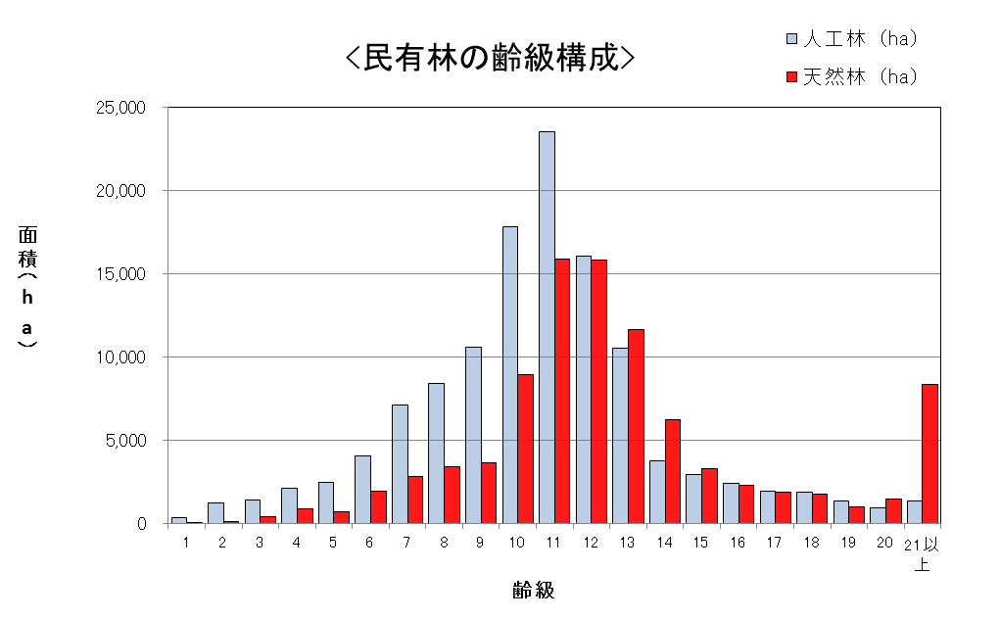 <民有林の齢級構成>
人工林（ha）
天然林（ha）
面積（ha）
25,000
20,000
15,000
10,000
5,000
0
1 2 3 4 5 6 7 8 9 10 11 12 13 14 15 16 17 18 19 20 21以
上
齢級